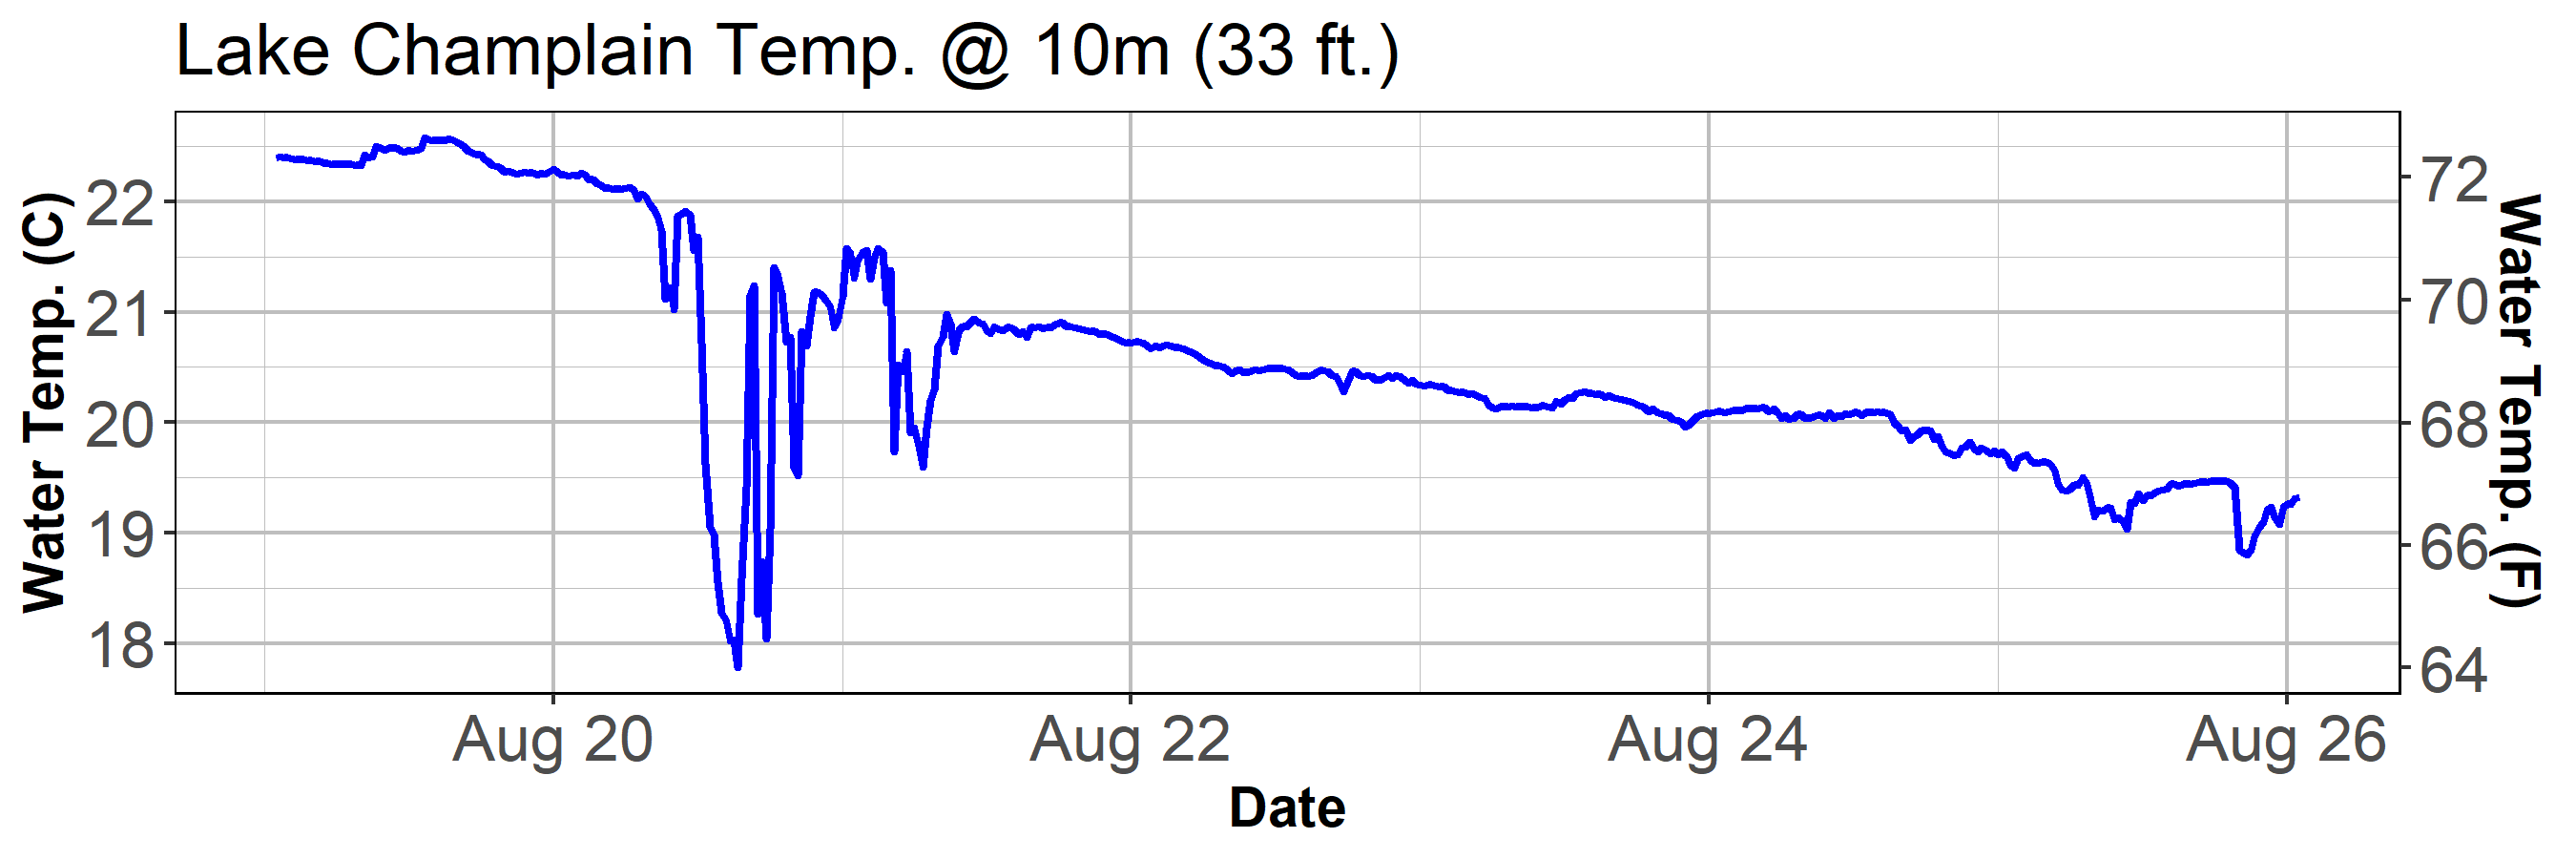 Lake Champlain Temp. @ 10m (33 ft.)
Water Temp. (C)
22
21
20
19
18
72
70
68
66
64
Water Temp. (F)
Aug 20 Aug 22 Aug 24 Aug 26
Date